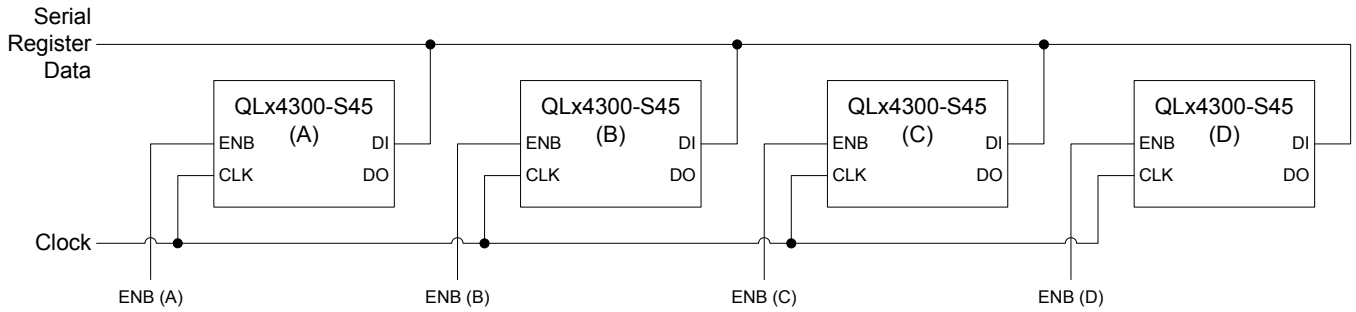 Serial
Register
Data
QLx4300-S45
(A)
ENB
DI
CLK
DO
QLx4300-S45
(B)
ENB
DI
CLK
DO
QLx4300-S45
(C)
ENB
DI
CLK
DO
QLx4300-S45
(D)
ENB
DI
CLK
DO
Clock
ENB (A)
ENB (B)
ENB (C)
ENB (D)